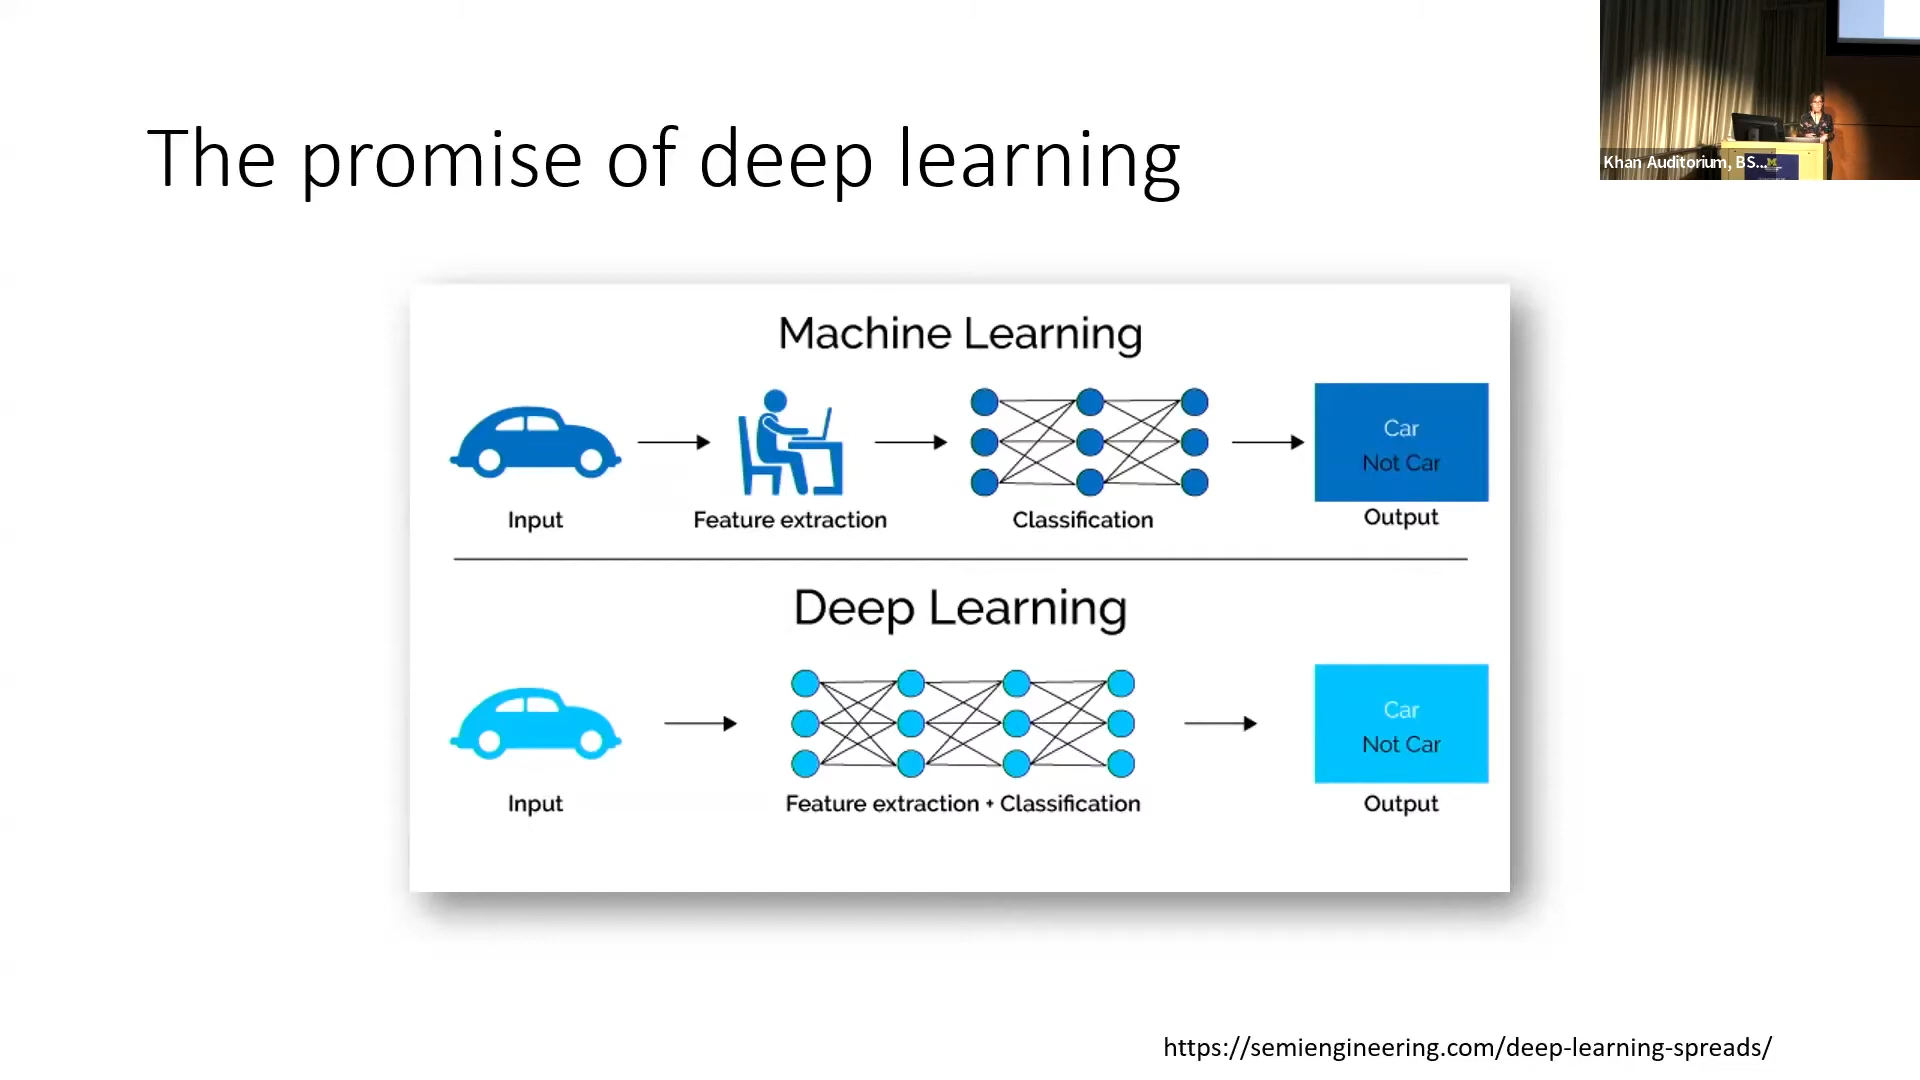 Khan Auditorium, BS...
The promise of deep learning
Machine Learning
Car
Not Car
Input
Feature extraction
Classification
Output
Deep Learning
Car
Not Car
Input
Feature extraction + Classification
Output
https://semiengineering.com/deep-learning-spreads/